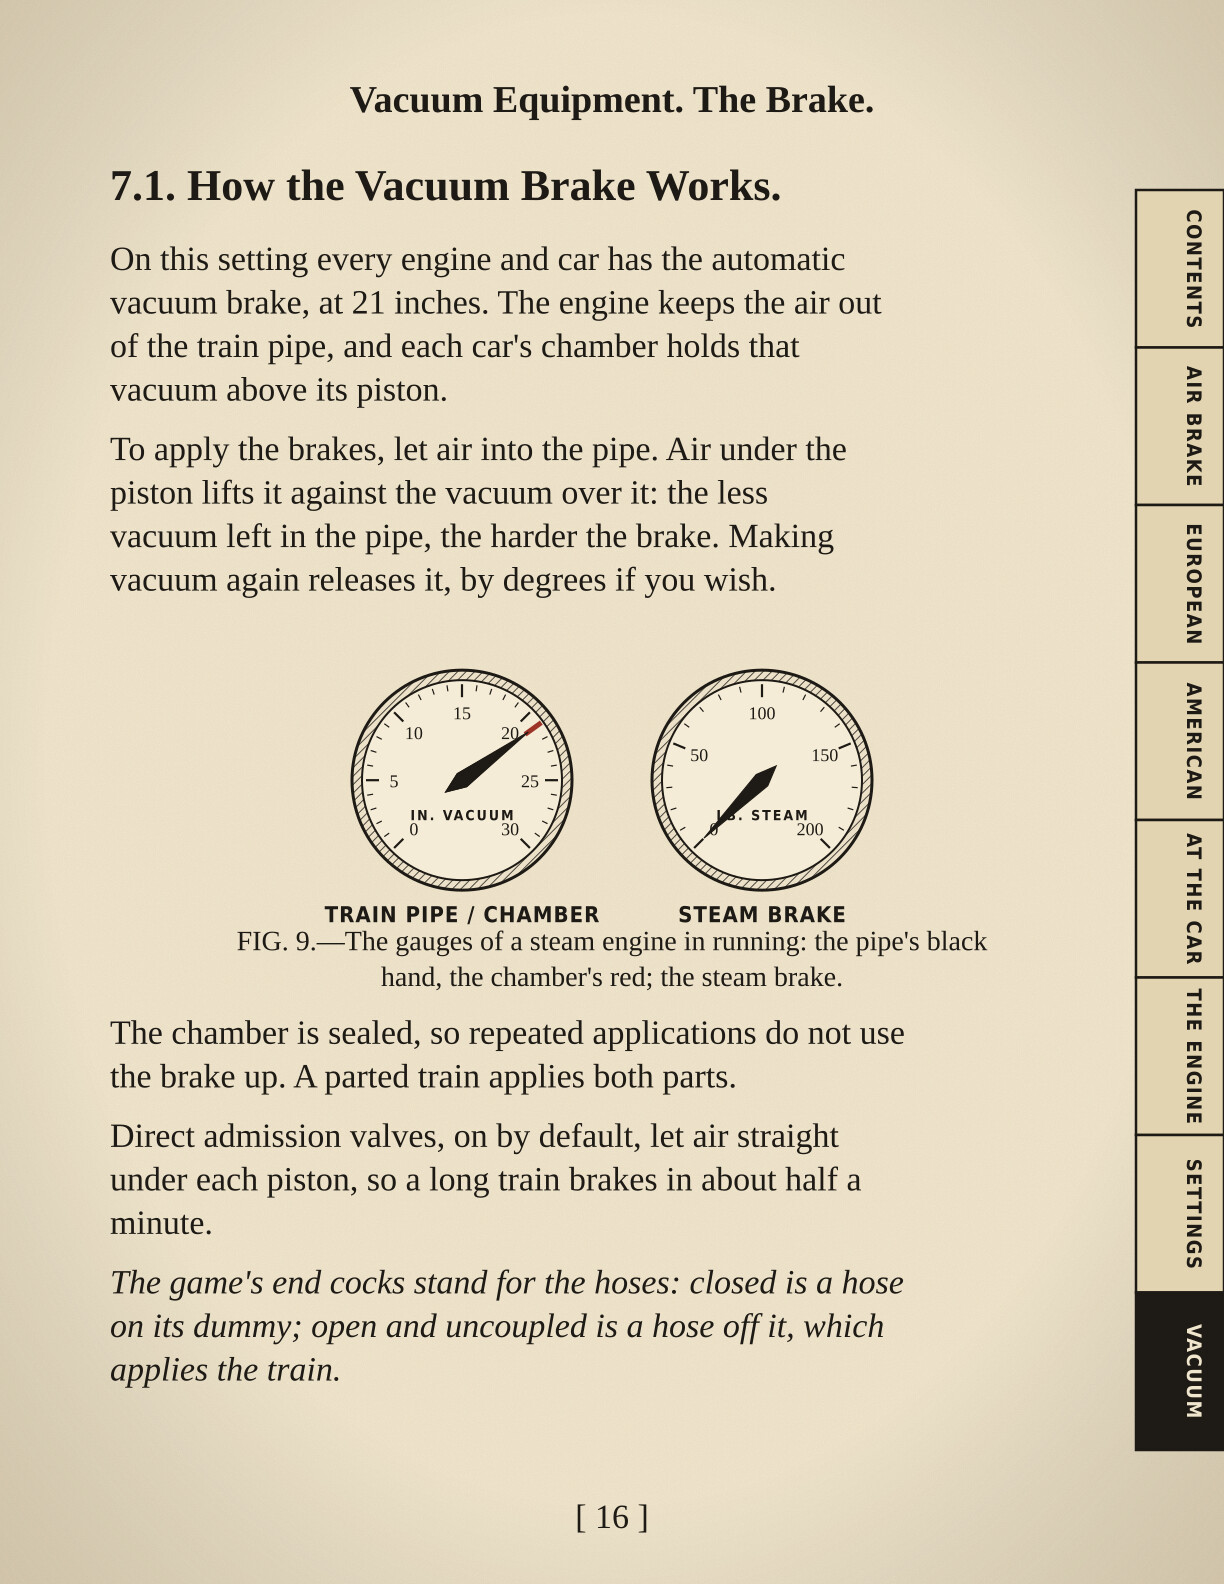 Vacuum Equipment. The Brake.
7.1. How the Vacuum Brake Works.
On this setting every engine and car has the automatic
vacuum brake, at 21 inches. The engine keeps the air out
of the train pipe, and each car's chamber holds that
vacuum above its piston.
To apply the brakes, let air into the pipe. Air under the
piston lifts it against the vacuum over it: the less
vacuum left in the pipe, the harder the brake. Making
vacuum again releases it, by degrees if you wish.
0
5
10
15
20
25
30
IN. VACUUM
TRAIN PIPE / CHAMBER
0
50
100
150
200
LB. STEAM
STEAM BRAKE
FIG. 9.—The gauges of a steam engine in running: the pipe's black
hand, the chamber's red; the steam brake.
The chamber is sealed, so repeated applications do not use
the brake up. A parted train applies both parts.
Direct admission valves, on by default, let air straight
under each piston, so a long train brakes in about half a
minute.
The game's end cocks stand for the hoses: closed is a hose
on its dummy; open and uncoupled is a hose off it, which
applies the train.
[ 16 ]
CONTENTS
AIR BRAKE
EUROPEAN
AMERICAN
AT THE CAR
THE ENGINE
SETTINGS
VACUUM